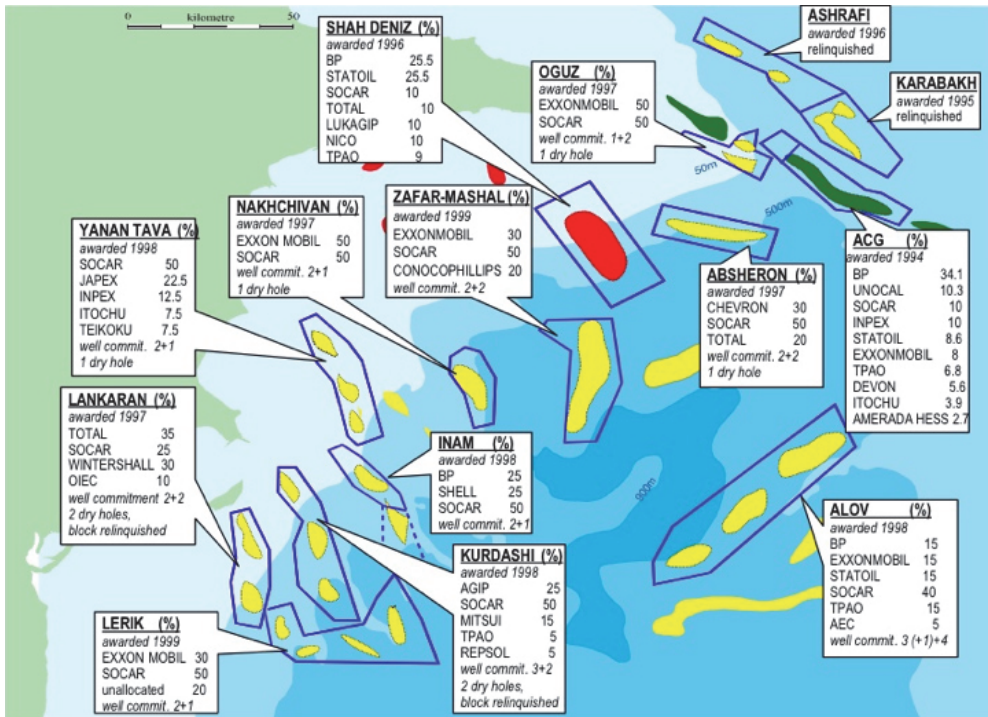 0 kilometre 50
SHAH DENIZ (%)
awarded 1996
BP 25.5
STATOIL 25.5
SOCAR 10
TOTAL 10
LUKAGIP 10
NICO 10
TPAO 9
OGUZ (%)
awarded 1997
EXXONMOBIL 50
SOCAR 50
well commit. 1+2
1 dry hole
ASHRAFI
awarded 1996
relinquished
KARABAKH
awarded 1995
relinquished
50m
500m
YANAN TAVA (%)
awarded 1998
SOCAR 50
JAPEX 22.5
INPEX 12.5
ITOCHU 7.5
TEIKOKU 7.5
well commit. 2+1
1 dry hole
NAKHCHIVAN (%)
awarded 1997
EXXON MOBIL 50
SOCAR 50
well commit. 2+1
1 dry hole
ZAFAR-MASHAL (%)
awarded 1999
EXXONMOBIL 30
SOCAR 50
CONOCOPHILLIPS 20
well commit. 2+2
ABSHERON (%)
awarded 1997
CHEVRON 30
SOCAR 50
TOTAL 20
well commit. 2+2
1 dry hole
ACG (%)
awarded 1994
BP 34.1
UNOCAL 10.3
SOCAR 10
INPEX 10
STATOIL 8.6
EXXONMOBIL 8
TPAO 6.8
DEVON 5.6
ITOCHU 3.9
AMERADA HESS 2.7
LANKARAN (%)
awarded 1997
TOTAL 35
SOCAR 25
WINTERSHALL 30
OIEC 10
well commitment 2+2
2 dry holes,
block relinquished
INAM (%)
awarded 1998
BP 25
SHELL 25
SOCAR 50
well commit. 2+1
900m
ALOV (%)
awarded 1998
BP 15
EXXONMOBIL 15
STATOIL 15
SOCAR 40
TPAO 15
AEC 5
well commit. 3 (+1)+4
KURDASHI (%)
awarded 1998
AGIP 25
SOCAR 50
MITSUI 15
TPAO 5
REPSOL 5
well commit. 3+2
2 dry holes,
block relinquished
LERIK (%)
awarded 1999
EXXON MOBIL 30
SOCAR 50
unallocated 20
well commit. 2+1